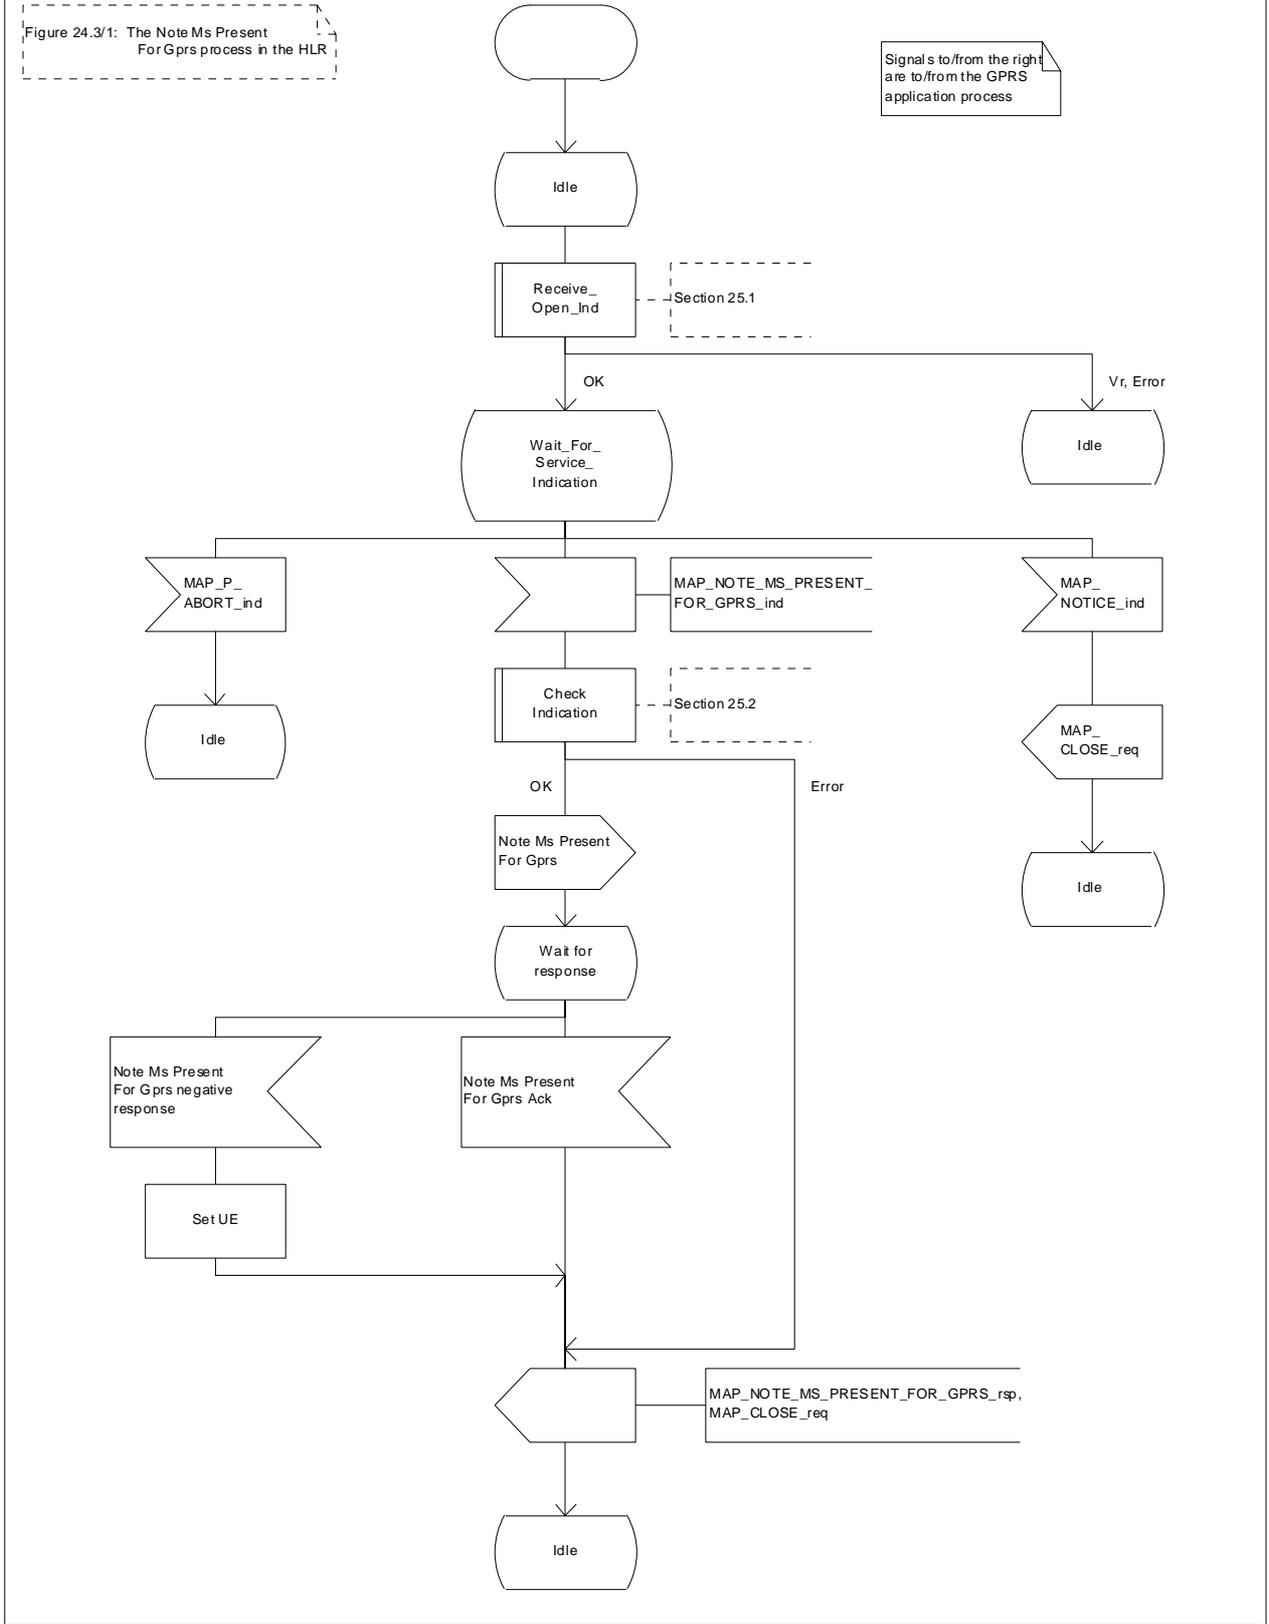 Figure 24.3/1: The Note Ms Present
For Gprs process in the HLR
Signals to/from the right
are to/from the GPRS
application process
Idle
Receive_
Open_Ind
Section 25.1
OK
Vr, Error
Wait_For_
Service_
Indication
Idle
MAP_P_
ABORT_ind
MAP_NOTE_MS_PRESENT_
FOR_GPRS_ind
MAP_
NOTICE_ind
Check
Indication
Section 25.2
Idle
MAP_
CLOSE_req
OK
Error
Note Ms Present
For Gprs
Idle
Wait for
response
Note Ms Present
For Gprs negative
response
Note Ms Present
For Gprs Ack
Set UE
MAP_NOTE_MS_PRESENT_FOR_GPRS_rsp,
MAP_CLOSE_req
Idle